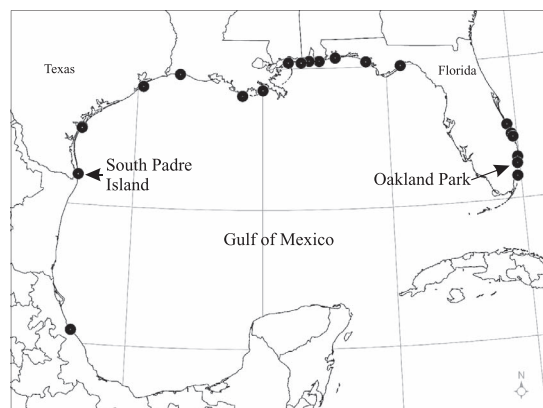 Texas
Florida
South Padre
Island
Oakland Park
Gulf of Mexico
N